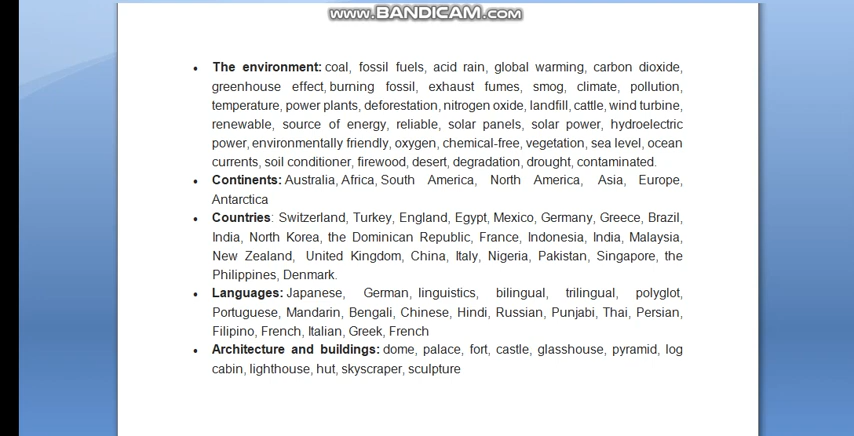 www.BANDICAM.com
• The environment: coal, fossil fuels, acid rain, global warming, carbon dioxide,
greenhouse effect, burning fossil, exhaust fumes, smog, climate, pollution,
temperature, power plants, deforestation, nitrogen oxide, landfill, cattle, wind turbine,
renewable, source of energy, reliable, solar panels, solar power, hydroelectric
power, environmentally friendly, oxygen, chemical-free, vegetation, sea level, ocean
currents, soil conditioner, firewood, desert, degradation, drought, contaminated.
• Continents: Australia, Africa, South America, North America, Asia, Europe,
Antarctica
• Countries: Switzerland, Turkey, England, Egypt, Mexico, Germany, Greece, Brazil,
India, North Korea, the Dominican Republic, France, Indonesia, India, Malaysia,
New Zealand, United Kingdom, China, Italy, Nigeria, Pakistan, Singapore, the
Philippines, Denmark.
• Languages: Japanese, German, linguistics, bilingual, trilingual, polyglot,
Portuguese, Mandarin, Bengali, Chinese, Hindi, Russian, Punjabi, Thai, Persian,
Filipino, French, Italian, Greek, French
• Architecture and buildings: dome, palace, fort, castle, glasshouse, pyramid, log
cabin, lighthouse, hut, skyscraper, sculpture